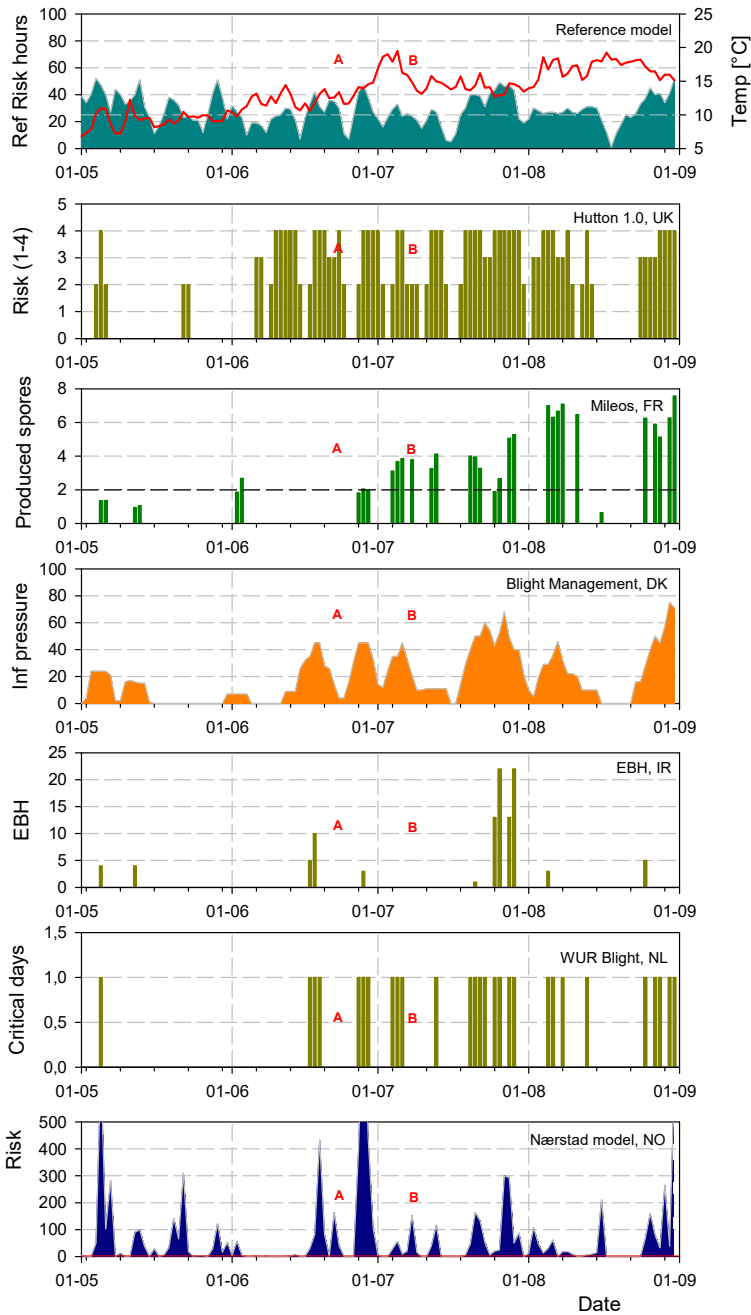 100
80
60
40
20
0
Ref Risk hours
Reference model
A
B
25
20
15
10
5
Temp [°C]
01-05 01-06 01-07 01-08 01-09
5
4
3
2
1
0
Risk (1-4)
Hutton 1.0, UK
A
B
01-05 01-06 01-07 01-08 01-09
8
6
4
2
0
Produced spores
Mileos, FR
A
B
01-05 01-06 01-07 01-08 01-09
100
80
60
40
20
0
Inf pressure
Blight Management, DK
A
B
01-05 01-06 01-07 01-08 01-09
25
20
15
10
5
0
EBH
EBH, IR
A
B
01-05 01-06 01-07 01-08 01-09
1,5
1,0
0,5
0,0
Critical days
WUR Blight, NL
A
B
01-05 01-06 01-07 01-08 01-09
500
400
300
200
100
0
Risk
Nærstad model, NO
A
B
01-05 01-06 01-07 01-08 01-09
Date